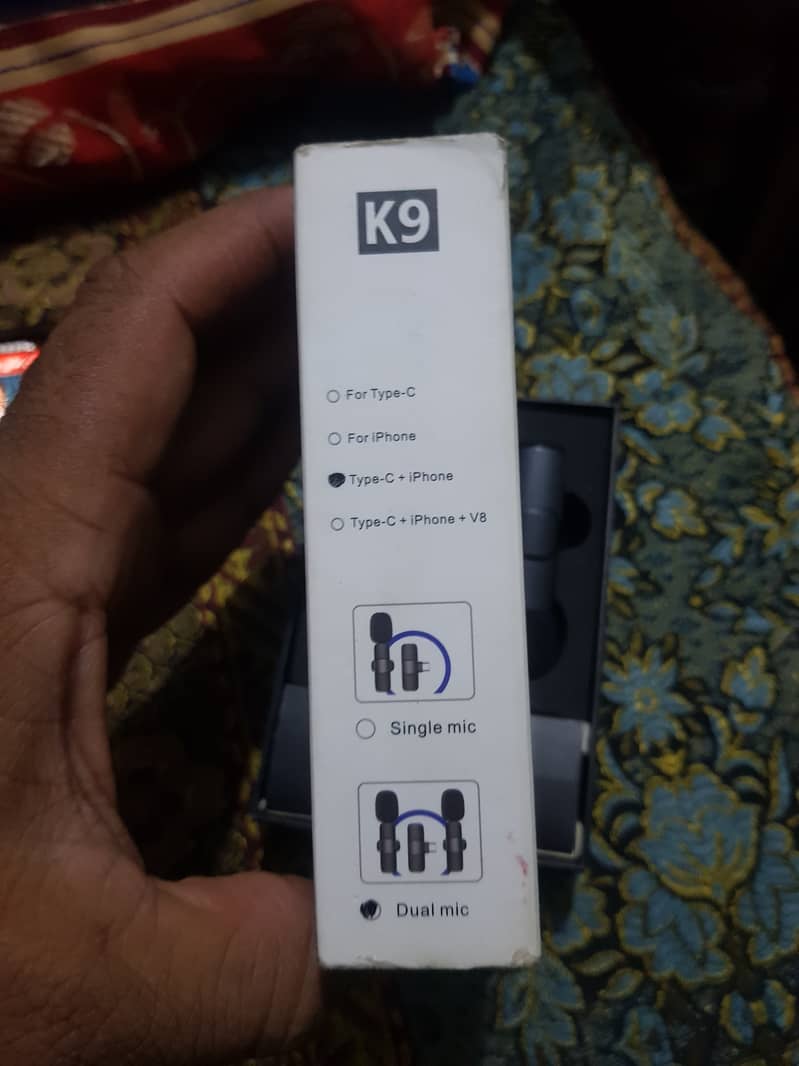 K9
For Type-C
For iPhone
Type-C + iPhone
Type-C + iPhone + V8
Single mic
Dual mic